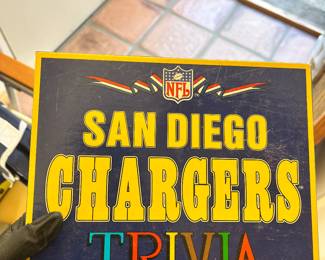 NFL
SAN DIEGO
CHARGERS
TRIVIA